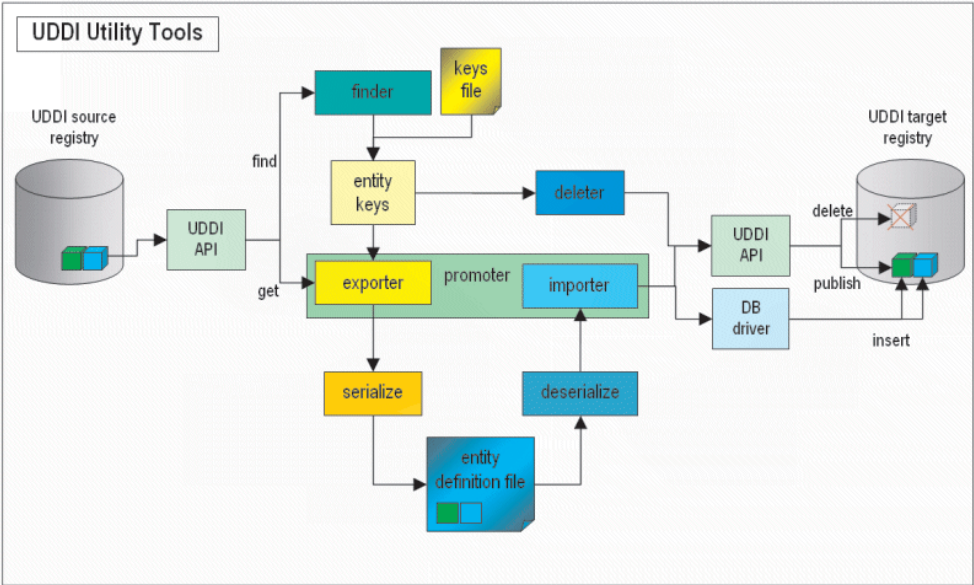 UDDI Utility Tools
keys
file
finder
UDDI source
registry
UDDI target
registry
find
entity
keys
deleter
delete
UDDI
API
UDDI
API
get
exporter
promoter
importer
publish
DB
driver
insert
serialize
deserialize
entity
definition file